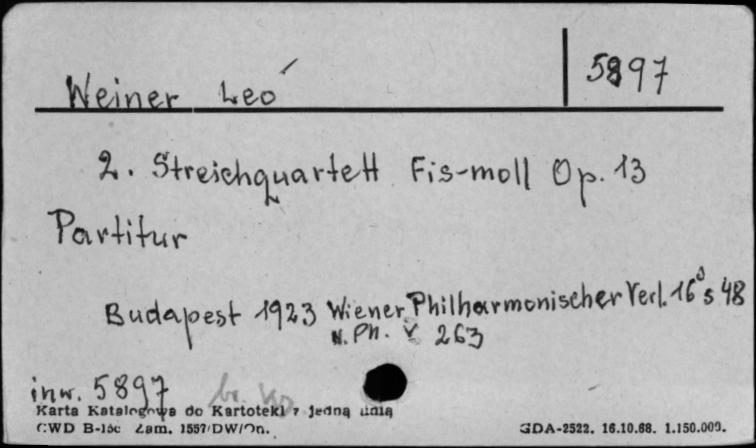 Weiner Leó 5897
2. Streichquartett Fis-moll Op. 13
Partitur
Budapest 1923 Wiener Philharmonischer Verl. 16° s 48
W. Ph. V 263
inw. 5897
Karta Katalogowa do Kartoteki z jedną linią
CWD B-15c Zam. 1557/DW/On. GDA-2522. 16.10.68. 1.150.000.